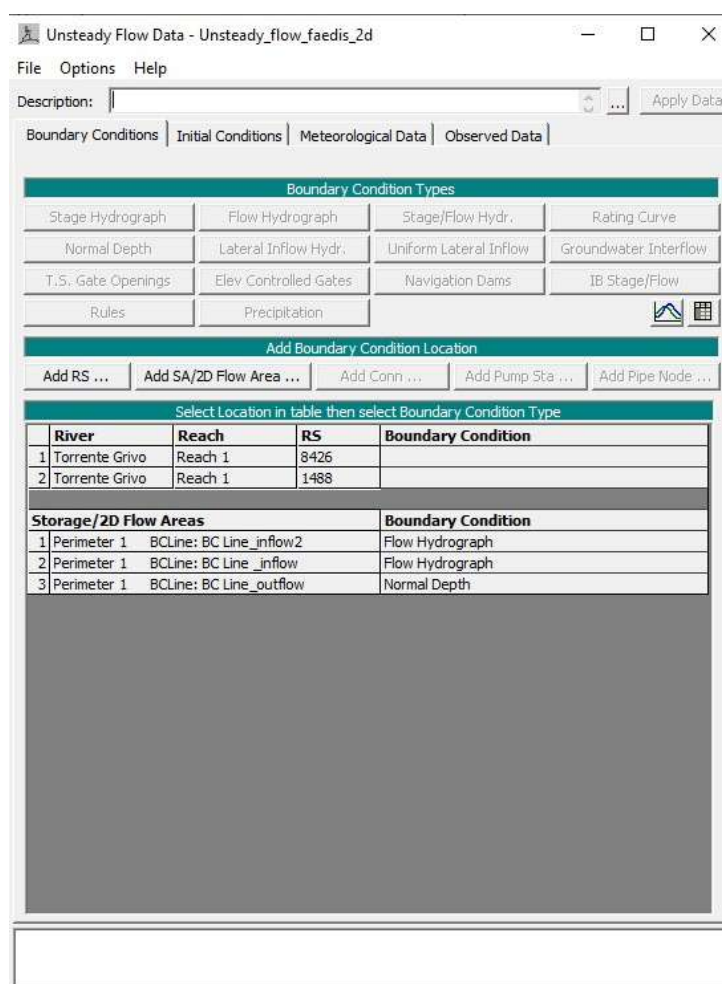 Unsteady Flow Data - Unsteady_flow_faedis_2d
File Options Help
Description: ... Apply Data
Boundary Conditions Initial Conditions Meteorological Data Observed Data
Boundary Condition Types
Stage Hydrograph Flow Hydrograph Stage/Flow Hydr. Rating Curve
Normal Depth Lateral Inflow Hydr. Uniform Lateral Inflow Groundwater Interflow
T.S. Gate Openings Elev Controlled Gates Navigation Dams IB Stage/Flow
Rules Precipitation
Add Boundary Condition Location
Add RS ... Add SA/2D Flow Area ... Add Conn ... Add Pump Sta ... Add Pipe Node ...
Select Location in table then select Boundary Condition Type
River Reach RS Boundary Condition
1 Torrente Grivo Reach 1 8426
2 Torrente Grivo Reach 1 1488
Storage/2D Flow Areas Boundary Condition
1 Perimeter 1 BCLine: BC Line_inflow2 Flow Hydrograph
2 Perimeter 1 BCLine: BC Line _inflow Flow Hydrograph
3 Perimeter 1 BCLine: BC Line_outflow Normal Depth